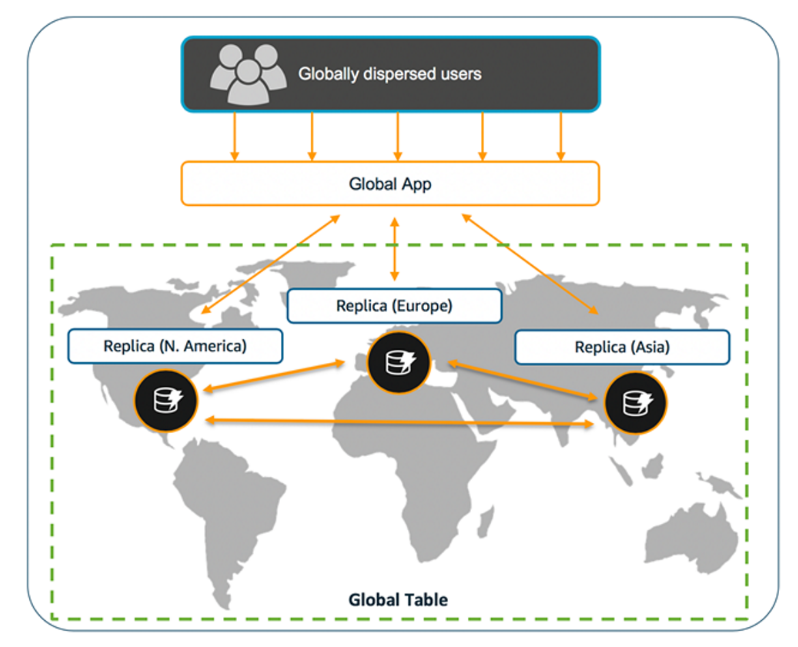 Globally dispersed users
Global App
Replica (Europe)
Replica (N. America)
Replica (Asia)
Global Table